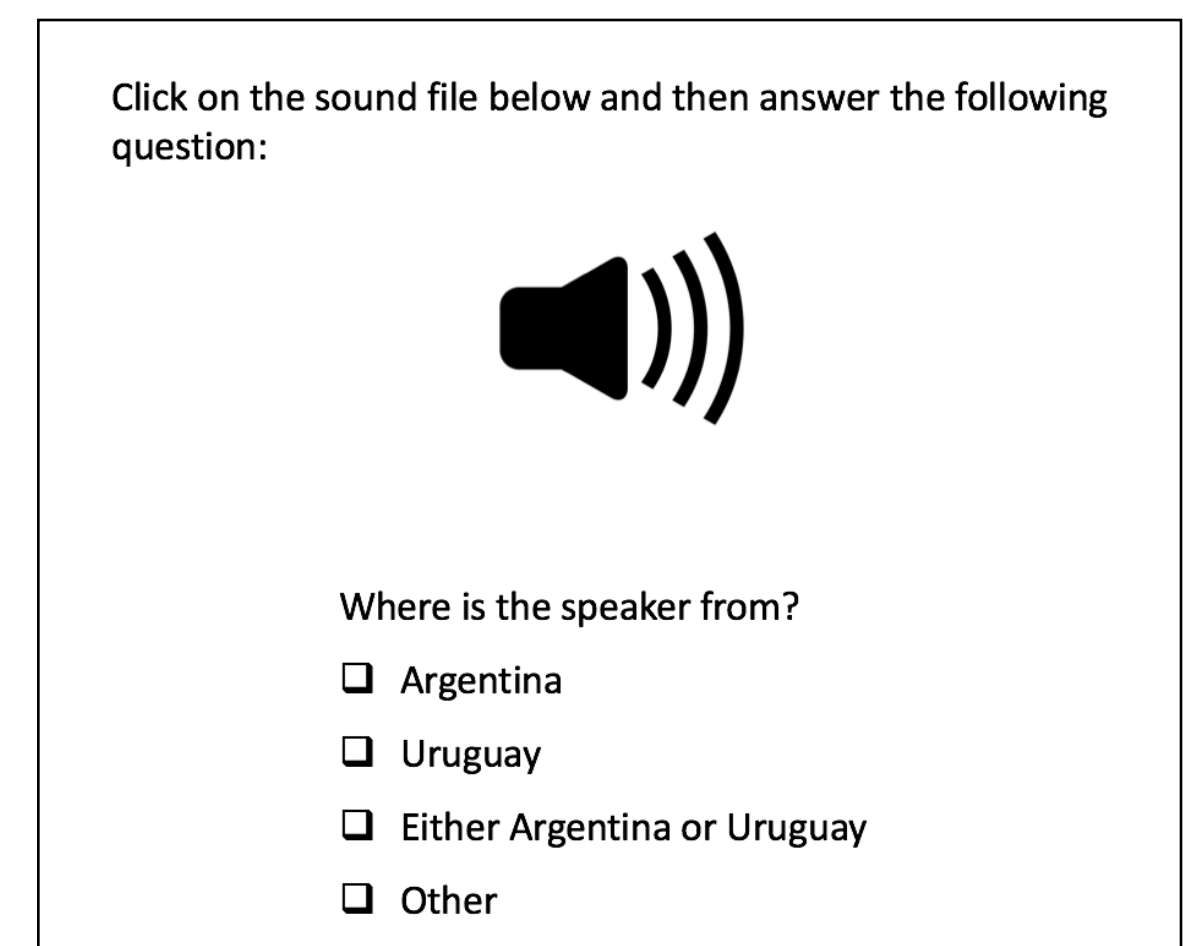 Click on the sound file below and then answer the following
question:
Where is the speaker from?
Argentina
Uruguay
Either Argentina or Uruguay
Other